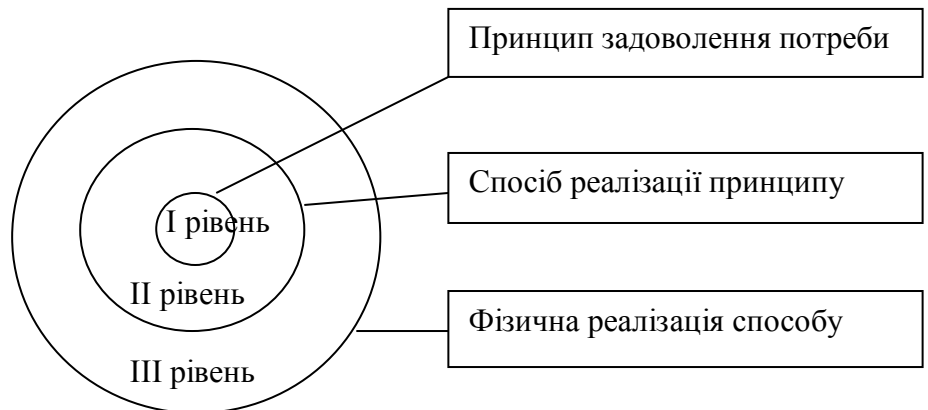 Принцип задоволення потреби
Спосіб реалізації принципу
I рівень
II рівень
Фізична реалізація способу
III рівень